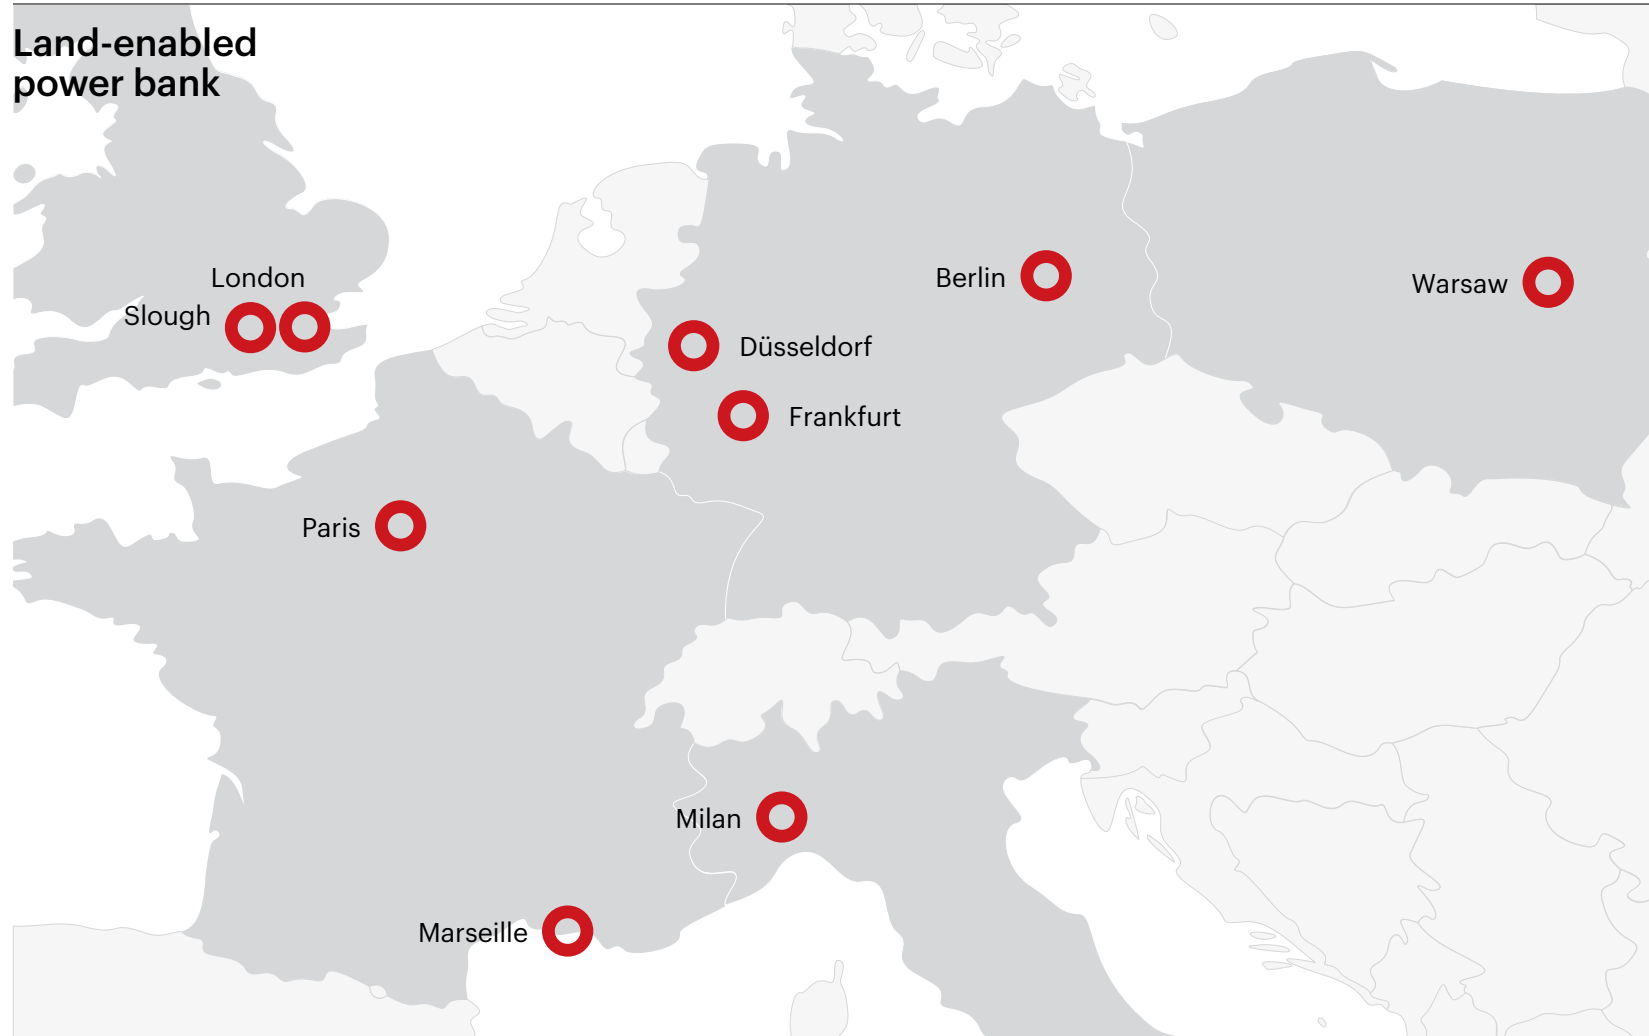 Land-enabled
power bank
London
Slough
Berlin
Warsaw
Düsseldorf
Frankfurt
Paris
Milan
Marseille